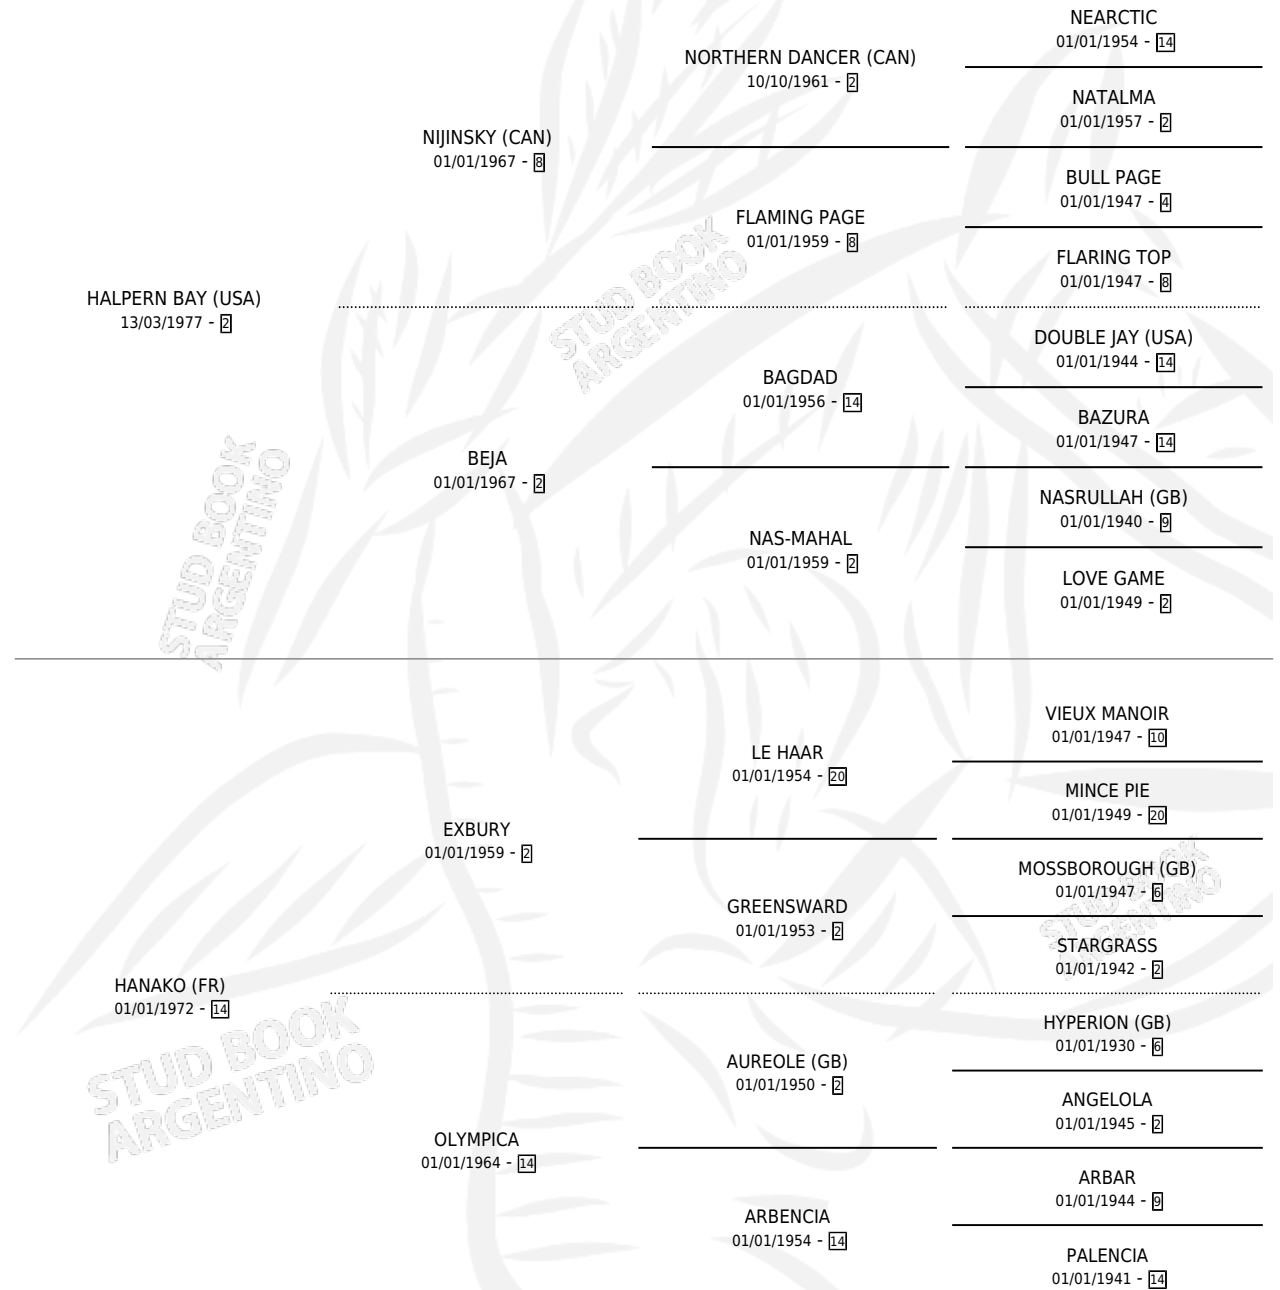 NEARCTIC
01/01/1954 - 14
NORTHERN DANCER (CAN)
10/10/1961 - 2
NATALMA
01/01/1957 - 2
NIJINSKY (CAN)
01/01/1967 - 8
BULL PAGE
01/01/1947 - 4
FLAMING PAGE
01/01/1959 - 8
FLARING TOP
01/01/1947 - 8
HALPERN BAY (USA)
13/03/1977 - 2
DOUBLE JAY (USA)
01/01/1944 - 14
BAGDAD
01/01/1956 - 14
BAZURA
01/01/1947 - 14
BEJA
01/01/1967 - 2
NASRULLAH (GB)
01/01/1940 - 9
NAS-MAHAL
01/01/1959 - 2
LOVE GAME
01/01/1949 - 2
VIEUX MANOIR
01/01/1947 - 10
LE HAAR
01/01/1954 - 20
MINCE PIE
01/01/1949 - 20
EXBURY
01/01/1959 - 2
MOSSBOROUGH (GB)
01/01/1947 - 6
GREENSWARD
01/01/1953 - 2
STARGRASS
01/01/1942 - 2
HANAKO (FR)
01/01/1972 - 14
HYPERION (GB)
01/01/1930 - 6
AUREOLE (GB)
01/01/1950 - 2
ANGELOLA
01/01/1945 - 2
OLYMPICA
01/01/1964 - 14
ARBAR
01/01/1944 - 9
ARBENCIA
01/01/1954 - 14
PALENCIA
01/01/1941 - 14
STUD BOOK
ARGENTINO
STUD BOOK
ARGENTINO
STUD BOOK
ARGENTINO
STUD BOOK
ARGENTINO